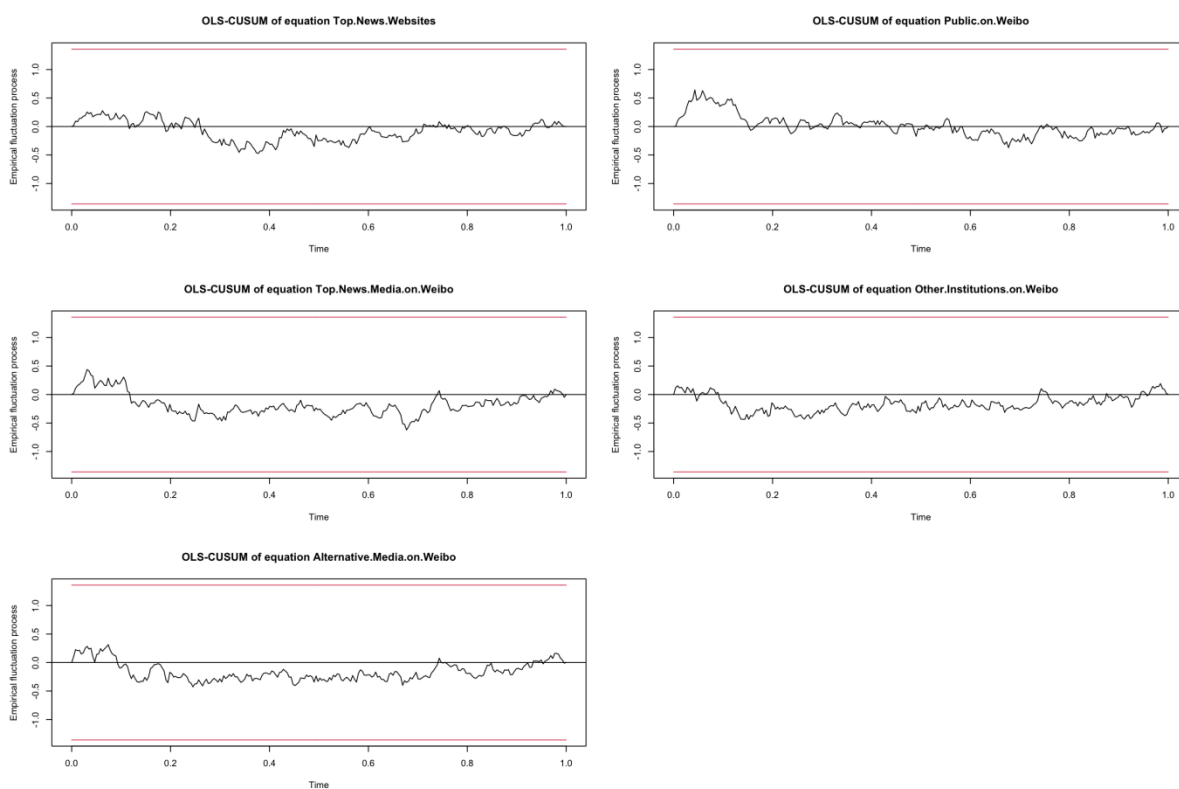 OLS-CUSUM of equation Top.News.Websites
Empirical fluctuation process
1.0
0.5
0.0
-0.5
-1.0
0.0 0.2 0.4 0.6 0.8 1.0
Time
OLS-CUSUM of equation Public.on.Weibo
Empirical fluctuation process
1.0
0.5
0.0
-0.5
-1.0
0.0 0.2 0.4 0.6 0.8 1.0
Time
OLS-CUSUM of equation Top.News.Media.on.Weibo
Empirical fluctuation process
1.0
0.5
0.0
-0.5
-1.0
0.0 0.2 0.4 0.6 0.8 1.0
Time
OLS-CUSUM of equation Other.Institutions.on.Weibo
Empirical fluctuation process
1.0
0.5
0.0
-0.5
-1.0
0.0 0.2 0.4 0.6 0.8 1.0
Time
OLS-CUSUM of equation Alternative.Media.on.Weibo
Empirical fluctuation process
1.0
0.5
0.0
-0.5
-1.0
0.0 0.2 0.4 0.6 0.8 1.0
Time